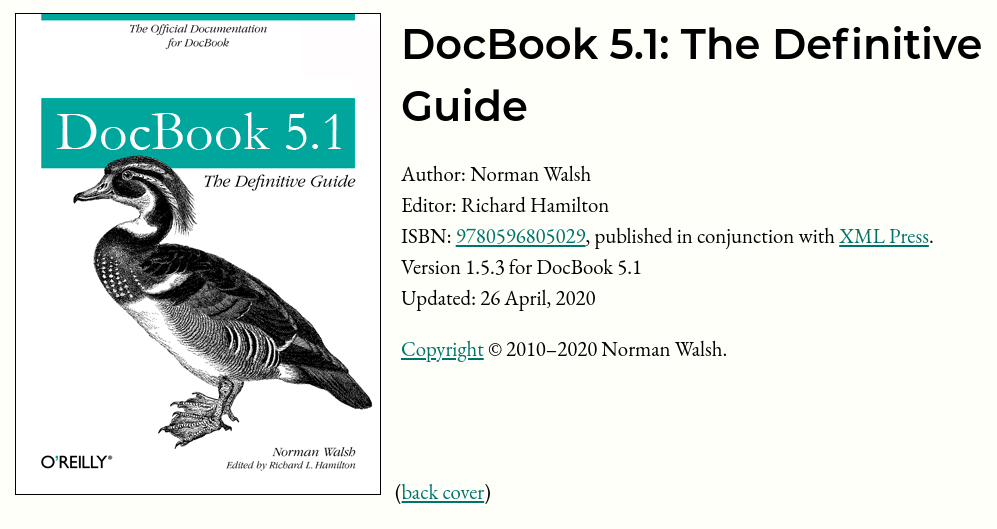 The Official Documentation
for DocBook
DocBook 5.1
The Definitive Guide
Norman Walsh
Edited by Richard L. Hamilton
O'REILLY®
DocBook 5.1: The Definitive
Guide
Author: Norman Walsh
Editor: Richard Hamilton
ISBN: 9780596805029, published in conjunction with XML Press.
Version 1.5.3 for DocBook 5.1
Updated: 26 April, 2020
Copyright © 2010–2020 Norman Walsh.
(back cover)